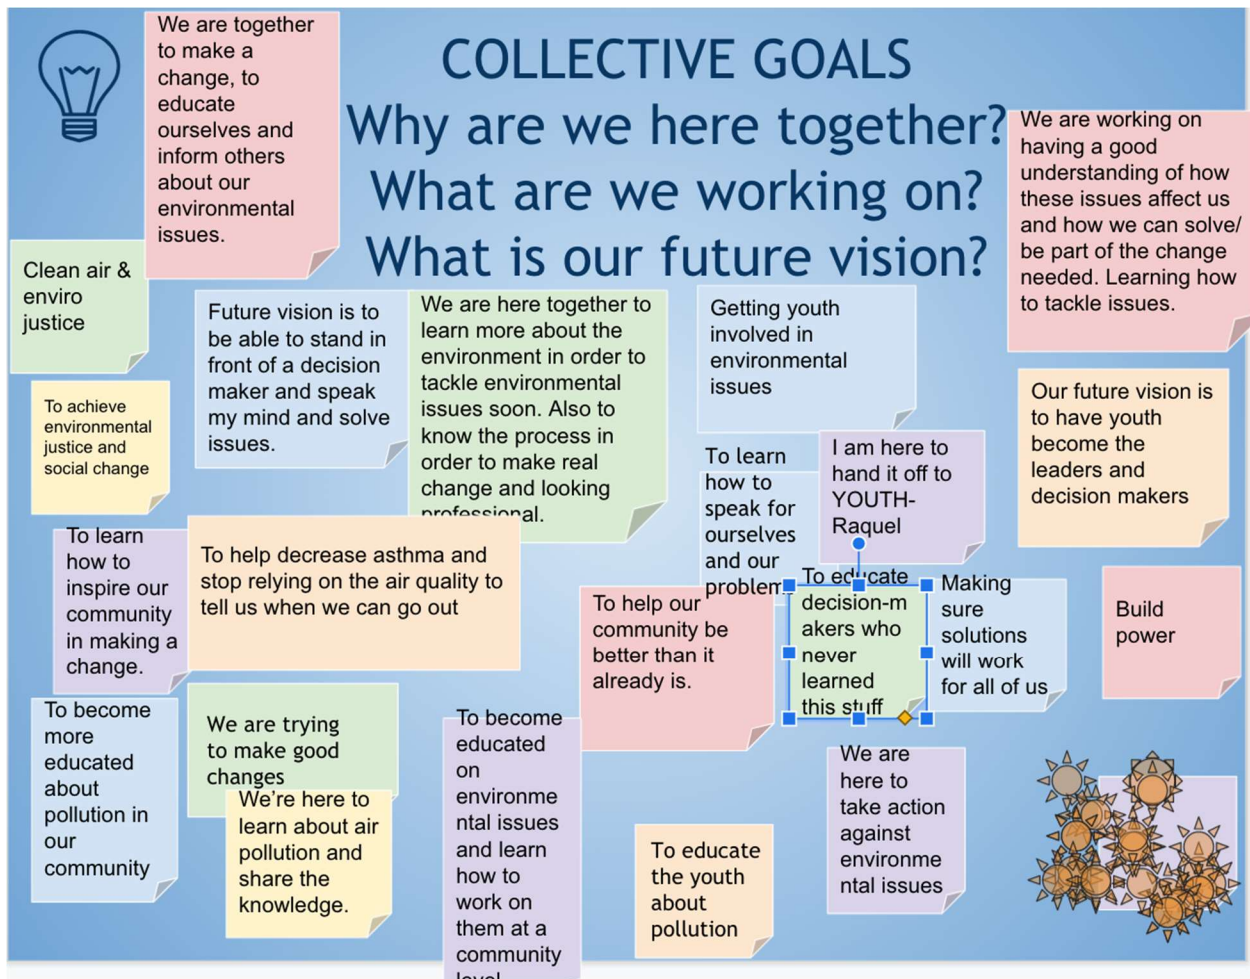 COLLECTIVE GOALS
Why are we here together?
What are we working on?
What is our future vision?
We are together
to make a
change, to
educate
ourselves and
inform others
about our
environmental
issues.
We are working on
having a good
understanding of how
these issues affect us
and how we can solve/
be part of the change
needed. Learning how
to tackle issues.
Clean air &
enviro
justice
Future vision is to
be able to stand in
front of a decision
maker and speak
my mind and solve
issues.
We are here together to
learn more about the
environment in order to
tackle environmental
issues soon. Also to
know the process in
order to make real
change and looking
professional.
Getting youth
involved in
environmental
issues
Our future vision is
to have youth
become the
leaders and
decision makers
To achieve
environmental
justice and
social change
To learn
how to
speak for
ourselves
and our
problem
I am here to
hand it off to
YOUTH-
Raquel
To learn
how to
inspire our
community
in making a
change.
To help decrease asthma and
stop relying on the air quality to
tell us when we can go out
To help our
community be
better than it
already is.
To educate
decision-m
akers who
never
learned
this stuff
Making
sure
solutions
will work
for all of us
Build
power
To become
more
educated
about
pollution in
our
community
We are trying
to make good
changes
We're here to
learn about air
pollution and
share the
knowledge.
To become
educated
on
environme
ntal issues
and learn
how to
work on
them at a
community
level
To educate
the youth
about
pollution
We are
here to
take action
against
environme
ntal issues